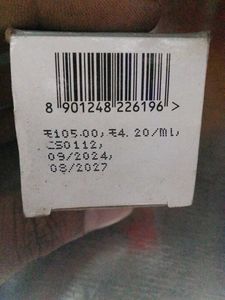 8 901248 226196 >
₹105.00, ₹4.20/ml,
CS0112,
09/2024,
08/2027